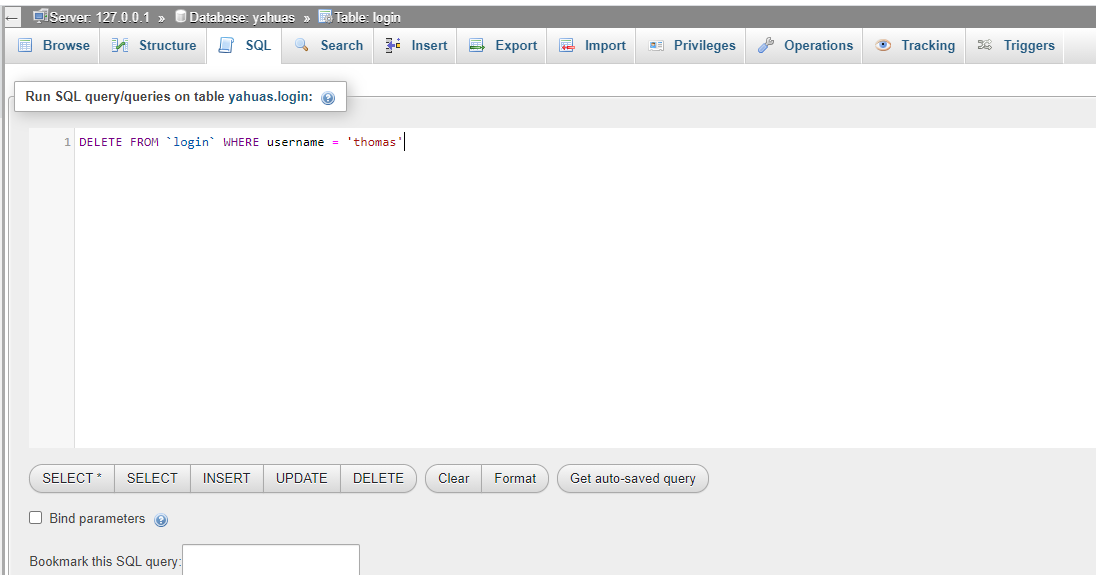 Server: 127.0.0.1 » Database: yahuas » Table: login
Browse Structure SQL Search Insert Export Import Privileges Operations Tracking Triggers
Run SQL query/queries on table yahuas.login:
1 DELETE FROM `login` WHERE username = 'thomas'
SELECT * SELECT INSERT UPDATE DELETE Clear Format Get auto-saved query
Bind parameters
Bookmark this SQL query: